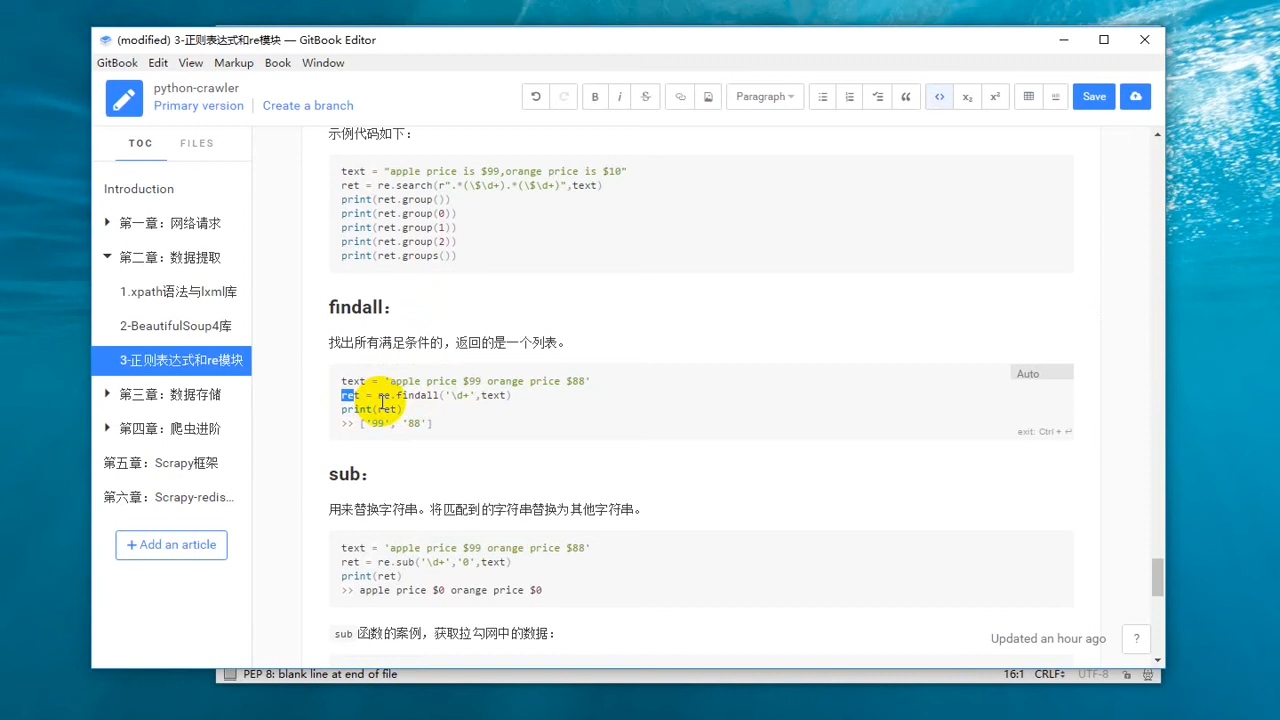 (modified) 3-正则表达式和re模块 — GitBook Editor
GitBook Edit View Markup Book Window
python-crawler
Primary version Create a branch
B i S Paragraph <> x₂ x² Save
TOC FILES
Introduction
第一章：网络请求
第二章：数据提取
1.xpath语法与lxml库
2-BeautifulSoup4库
3-正则表达式和re模块
第三章：数据存储
第四章：爬虫进阶
第五章：Scrapy框架
第六章：Scrapy-redis...
+ Add an article
示例代码如下：
text = "apple price is $99,orange price is $10"
ret = re.search(r".*(\$\d+).*(\$\d+)",text)
print(ret.group())
print(ret.group(0))
print(ret.group(1))
print(ret.group(2))
print(ret.groups())
findall：
找出所有满足条件的，返回的是一个列表。
Auto
text = 'apple price $99 orange price $88'
ret = re.findall('\d+',text)
print(ret)
>> ['99', '88']
exit: Ctrl + ↵
sub：
用来替换字符串。将匹配到的字符串替换为其他字符串。
text = 'apple price $99 orange price $88'
ret = re.sub('\d+','0',text)
print(ret)
>> apple price $0 orange price $0
sub 函数的案例，获取拉勾网中的数据：
Updated an hour ago ?
PEP 8: blank line at end of file 16:1 CRLF UTF-8